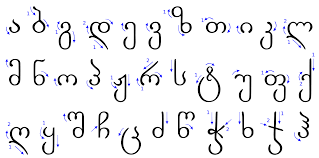 ა ბ გ დ ე ვ ზ თ ი კ ლ
მ ნ ო პ ჟ რ ს ტ უ ფ ქ
ღ ყ შ ჩ ც ძ წ ჭ ხ ჯ ჰ